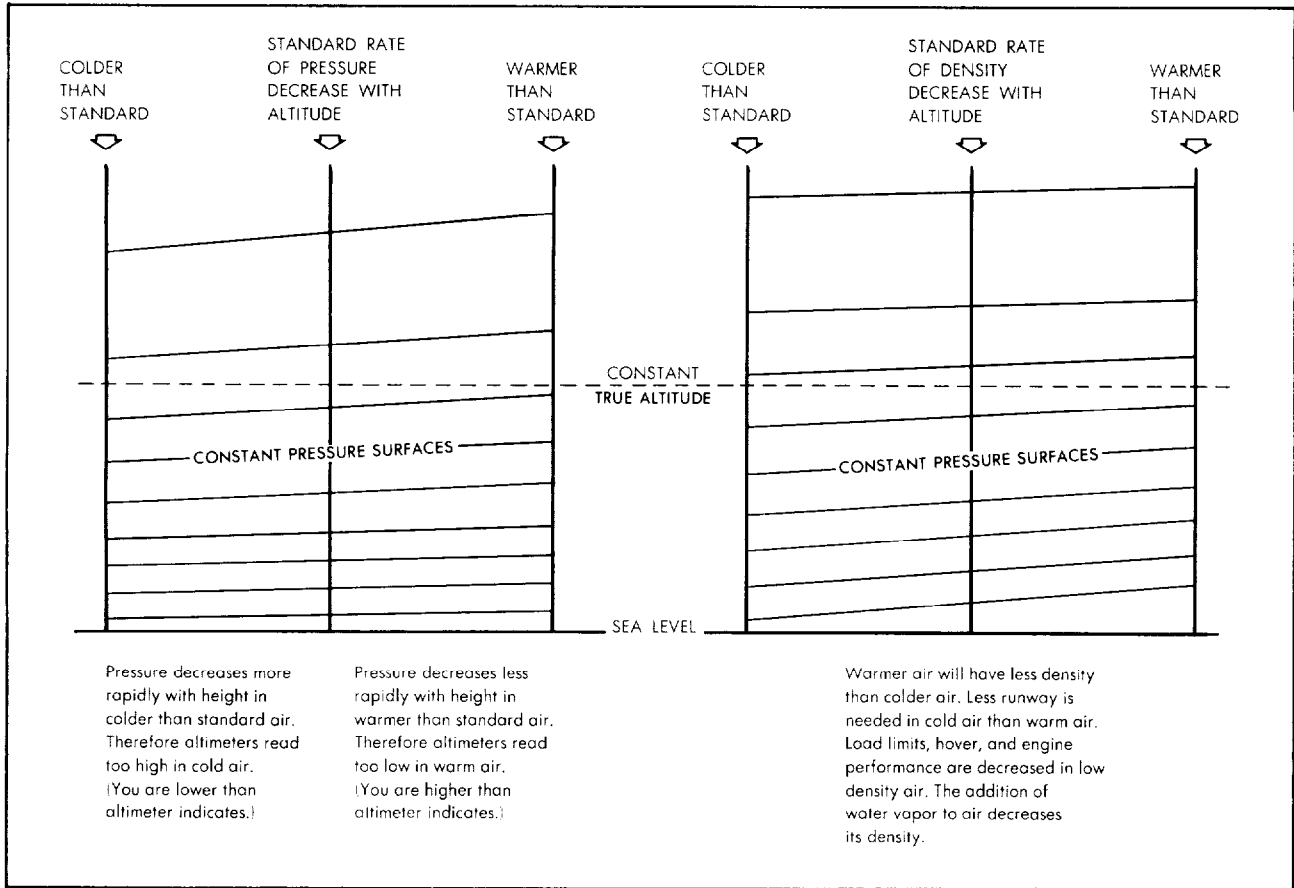 COLDER
THAN
STANDARD
STANDARD RATE
OF PRESSURE
DECREASE WITH
ALTITUDE
WARMER
THAN
STANDARD
COLDER
THAN
STANDARD
STANDARD RATE
OF DENSITY
DECREASE WITH
ALTITUDE
WARMER
THAN
STANDARD
CONSTANT
TRUE ALTITUDE
CONSTANT PRESSURE SURFACES
CONSTANT PRESSURE SURFACES
SEA LEVEL
Pressure decreases more
rapidly with height in
colder than standard air.
Therefore altimeters read
too high in cold air.
(You are lower than
altimeter indicates.)
Pressure decreases less
rapidly with height in
warmer than standard air.
Therefore altimeters read
too low in warm air.
(You are higher than
altimeter indicates.)
Warmer air will have less density
than colder air. Less runway is
needed in cold air than warm air.
Load limits, hover, and engine
performance are decreased in low
density air. The addition of
water vapor to air decreases
its density.